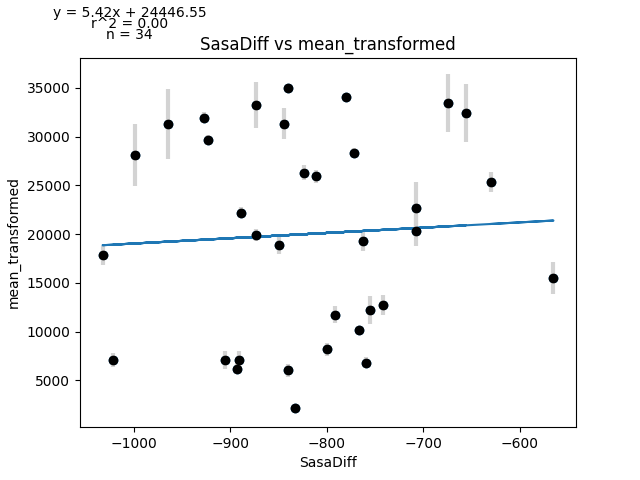 y = 5.42x + 24446.55
r^2 = 0.00
n = 34
SasaDiff vs mean_transformed
mean_transformed
35000
30000
25000
20000
15000
10000
5000
−1000
−900
−800
−700
−600
SasaDiff